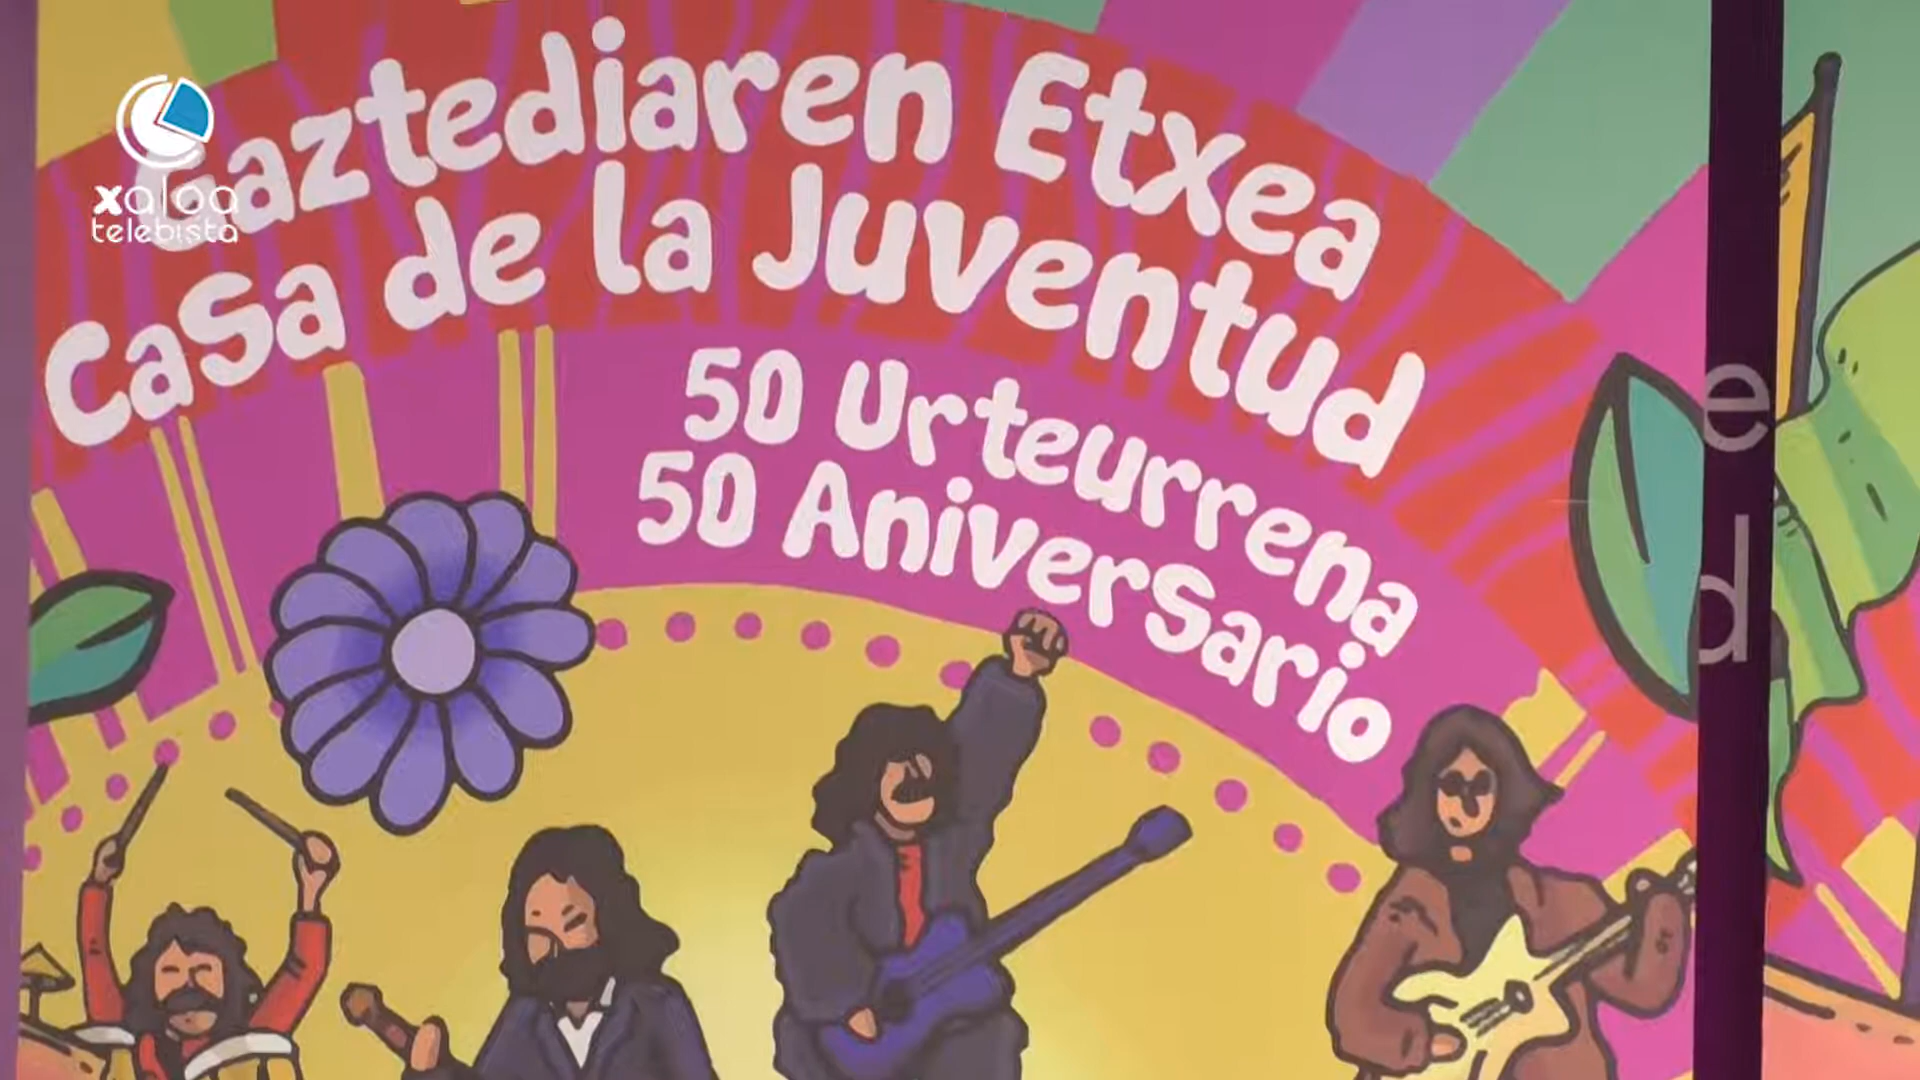 xaloa
telebista
Gaztediaren Etxea
Casa de la Juventud
50 Urteurrena
50 Aniversario
e
d